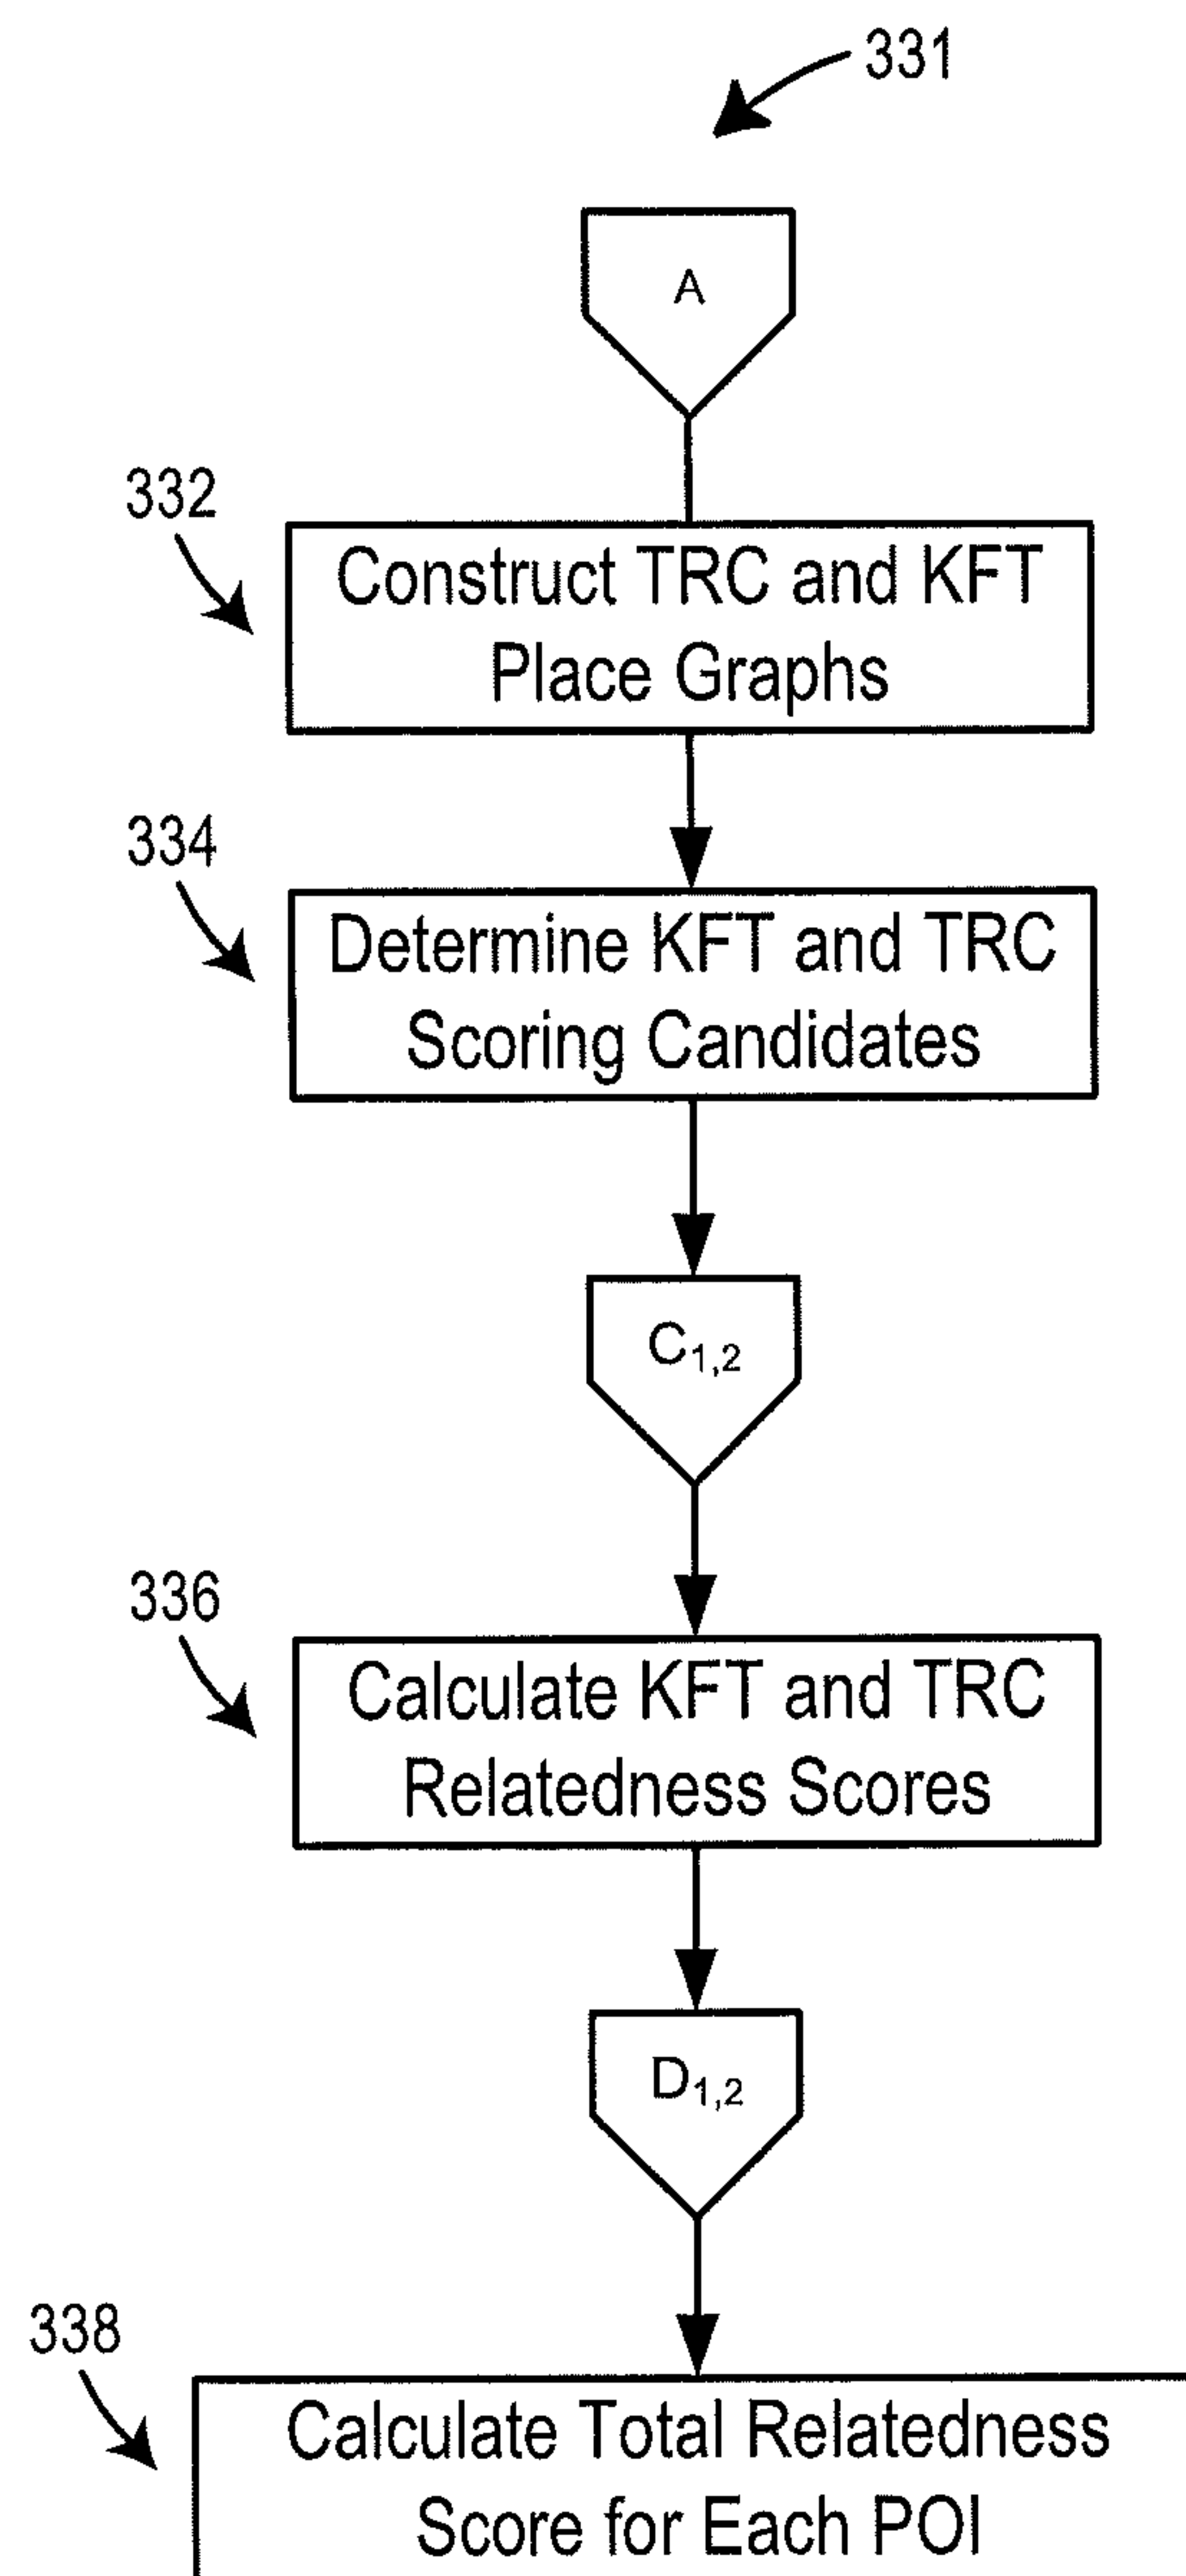 331
A
332
Construct TRC and KFT
Place Graphs
334
Determine KFT and TRC
Scoring Candidates
C1,2
336
Calculate KFT and TRC
Relatedness Scores
D1,2
338
Calculate Total Relatedness
Score for Each POI